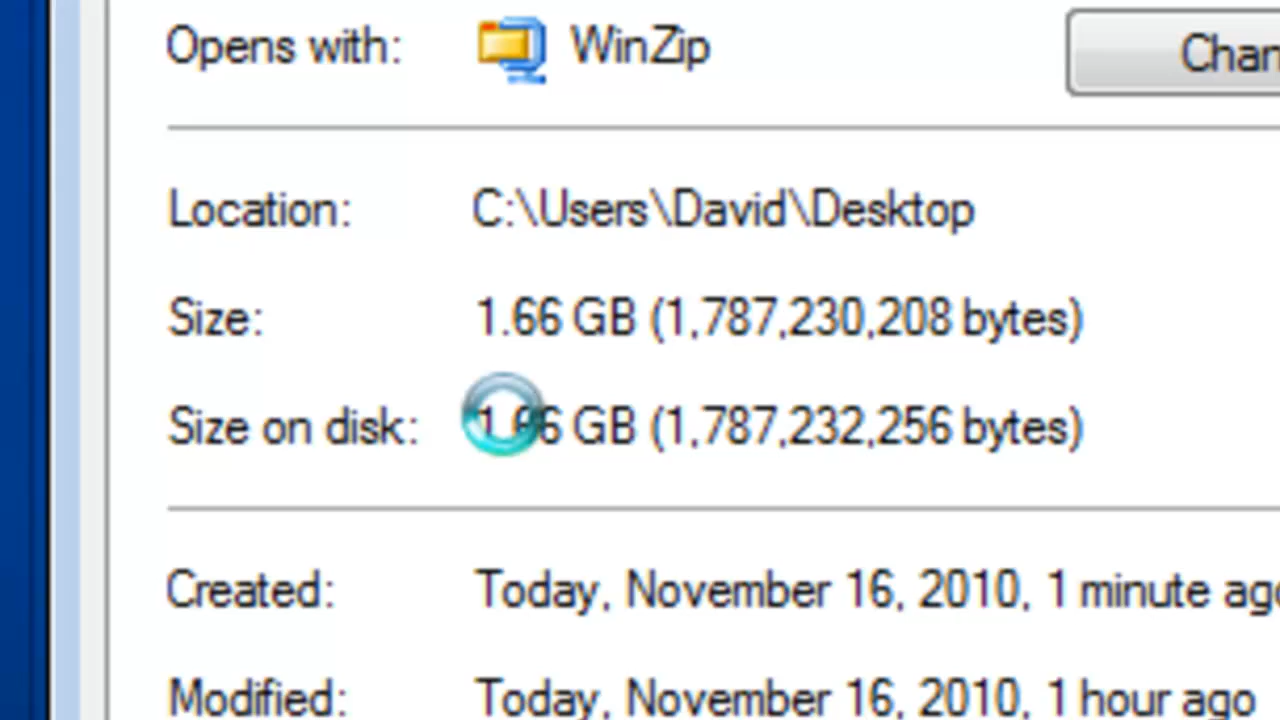 Opens with: WinZip
Location: C:\Users\David\Desktop
Size: 1.66 GB (1,787,230,208 bytes)
Size on disk: 1.66 GB (1,787,232,256 bytes)
Created: Today, November 16, 2010, 1 minute
Modified: Today, November 16, 2010, 1 hour ago